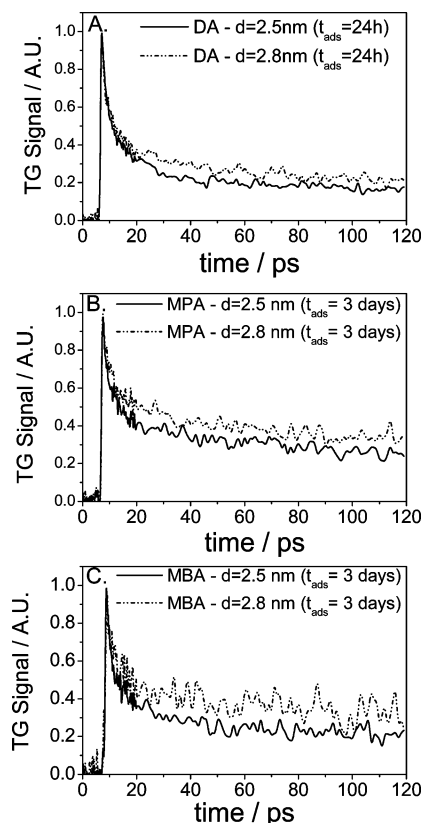 A
DA - d=2.5nm (t_ads=24h)
DA - d=2.8nm (t_ads=24h)
TG Signal / A.U.
1.0
0.8
0.6
0.4
0.2
0.0
0 20 40 60 80 100 120
time / ps
B
MPA - d=2.5 nm (t_ads= 3 days)
MPA - d=2.8 nm (t_ads= 3 days)
TG Signal / A.U.
1.0
0.8
0.6
0.4
0.2
0.0
0 20 40 60 80 100 120
time / ps
C
MBA - d=2.5 nm (t_ads= 3 days)
MBA - d=2.8 nm (t_ads= 3 days)
TG Signal / A.U.
1.0
0.8
0.6
0.4
0.2
0.0
0 20 40 60 80 100 120
time / ps